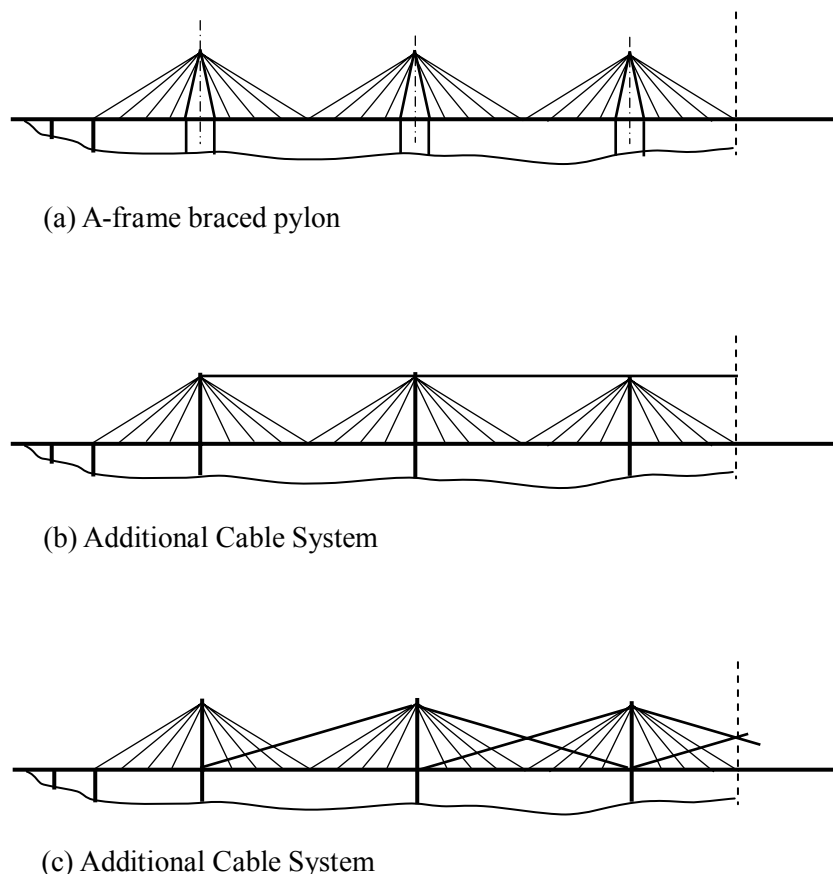 (a) A-frame braced pylon
(b) Additional Cable System
(c) Additional Cable System